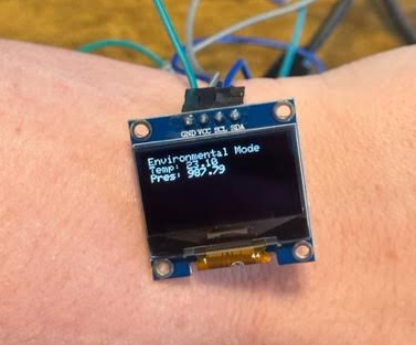 GND VCC SCL SDA
Environmental Mode
Temp: 23.18
Pres: 987.79